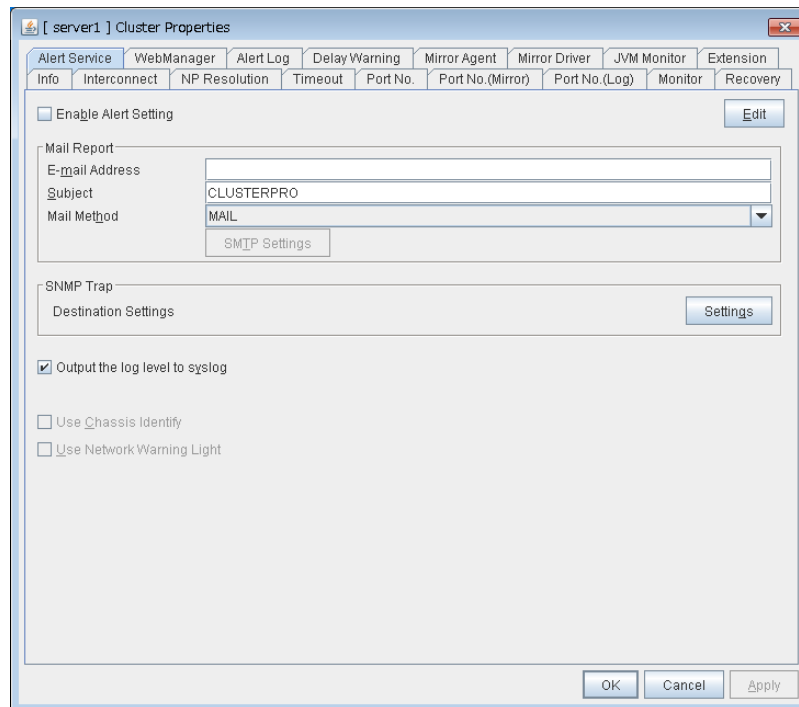 [ server1 ] Cluster Properties
Alert Service WebManager Alert Log Delay Warning Mirror Agent Mirror Driver JVM Monitor Extension
Info Interconnect NP Resolution Timeout Port No. Port No.(Mirror) Port No.(Log) Monitor Recovery
Enable Alert Setting Edit
Mail Report
E-mail Address
Subject CLUSTERPRO
Mail Method MAIL
SMTP Settings
SNMP Trap
Destination Settings Settings
Output the log level to syslog
Use Chassis Identify
Use Network Warning Light
OK Cancel Apply